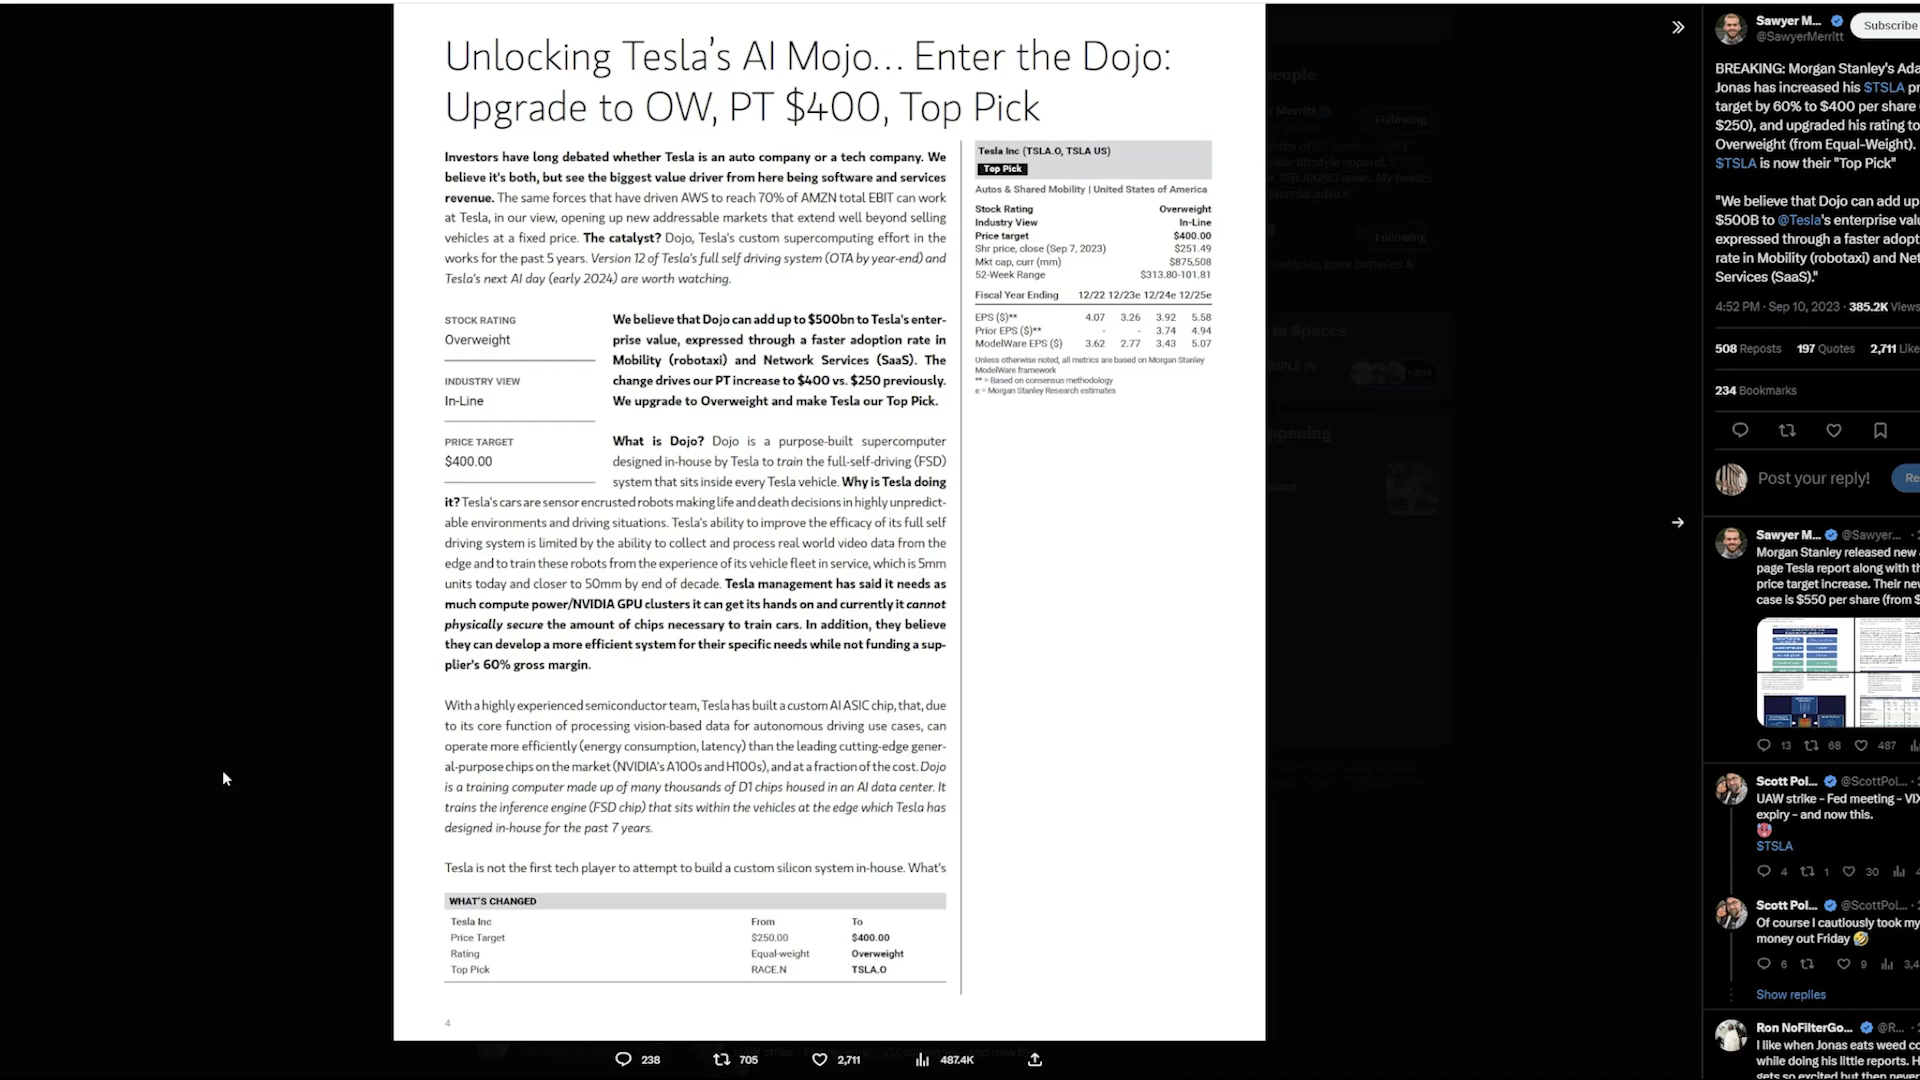 Unlocking Tesla's AI Mojo... Enter the Dojo:
Upgrade to OW, PT $400, Top Pick
Investors have long debated whether Tesla is an auto company or a tech company. We
believe it's both, but see the biggest value driver from here being software and services
revenue. The same forces that have driven AWS to reach 70% of AMZN total EBIT can work
at Tesla, in our view, opening up new addressable markets that extend well beyond selling
vehicles at a fixed price. The catalyst? Dojo, Tesla's custom supercomputing effort in the
works for the past 5 years. Version 12 of Tesla's full self driving system (OTA by year-end) and
Tesla's next AI day (early 2024) are worth watching.
STOCK RATING
Overweight
INDUSTRY VIEW
In-Line
PRICE TARGET
$400.00
We believe that Dojo can add up to $500bn to Tesla's enter-
prise value, expressed through a faster adoption rate in
Mobility (robotaxi) and Network Services (SaaS). The
change drives our PT increase to $400 vs. $250 previously.
We upgrade to Overweight and make Tesla our Top Pick.
What is Dojo? Dojo is a purpose-built supercomputer
designed in-house by Tesla to train the full-self-driving (FSD)
system that sits inside every Tesla vehicle. Why is Tesla doing
it? Tesla's cars are sensor encrusted robots making life and death decisions in highly unpredict-
able environments and driving situations. Tesla's ability to improve the efficacy of its full self
driving system is limited by the ability to collect and process real world video data from the
edge and to train these robots from the experience of its vehicle fleet in service, which is 5mm
units today and closer to 50mm by end of decade. Tesla management has said it needs as
much compute power/NVIDIA GPU clusters it can get its hands on and currently it cannot
physically secure the amount of chips necessary to train cars. In addition, they believe
they can develop a more efficient system for their specific needs while not funding a sup-
plier's 60% gross margin.
With a highly experienced semiconductor team, Tesla has built a custom AI ASIC chip, that, due
to its core function of processing vision-based data for autonomous driving use cases, can
operate more efficiently (energy consumption, latency) than the leading cutting-edge gener-
al-purpose chips on the market (NVIDIA's A100s and H100s), and at a fraction of the cost. Dojo
is a training computer made up of many thousands of D1 chips housed in an AI data center. It
trains the inference engine (FSD chip) that sits within the vehicles at the edge which Tesla has
designed in-house for the past 7 years.
Tesla is not the first tech player to attempt to build a custom silicon system in-house. What's
WHAT'S CHANGED
Tesla Inc From To
Price Target $250.00 $400.00
Rating Equal-weight Overweight
Top Pick RACE.N TSLA.O
4
Tesla Inc (TSLA.O, TSLA US)
Top Pick
Autos & Shared Mobility | United States of America
Stock Rating Overweight
Industry View In-Line
Price target $400.00
Shr price, close (Sep 7, 2023) $251.49
Mkt cap, curr (mm) $875,508
52-Week Range $313.80-101.81
Fiscal Year Ending 12/22 12/23e 12/24e 12/25e
EPS ($)** 4.07 3.26 3.92 5.58
Prior EPS ($)** - - 3.74 4.94
ModelWare EPS ($) 3.62 2.77 3.43 5.07
Unless otherwise noted, all metrics are based on Morgan Stanley
ModelWare framework
** = Based on consensus methodology
e = Morgan Stanley Research estimates
238 705 2,711 487.4K
Sawyer M...
@SawyerMerritt
Subscribe
BREAKING: Morgan Stanley's Ada
Jonas has increased his $TSLA pr
target by 60% to $400 per share
$250), and upgraded his rating to
Overweight (from Equal-Weight).
$TSLA is now their "Top Pick"
"We believe that Dojo can add up
$500B to @Tesla's enterprise valu
expressed through a faster adopt
rate in Mobility (robotaxi) and Net
Services (SaaS)."
4:52 PM · Sep 10, 2023 · 385.2K Views
508 Reposts 197 Quotes 2,711 Like
234 Bookmarks
Post your reply!
Re
Sawyer M... @Sawyer...
Morgan Stanley released new
page Tesla report along with th
price target increase. Their new
case is $550 per share (from $
13 68 487
Scott Pol... @ScottPol...
UAW strike - Fed meeting - VIX
expiry - and now this.
$TSLA
4 1 30
Scott Pol... @ScottPol...
Of course I cautiously took my
money out Friday
6 9 3,4
Show replies
Ron NoFilterGo... @R...
I like when Jonas eats weed co
while doing his little reports. H
gets so excited but then never